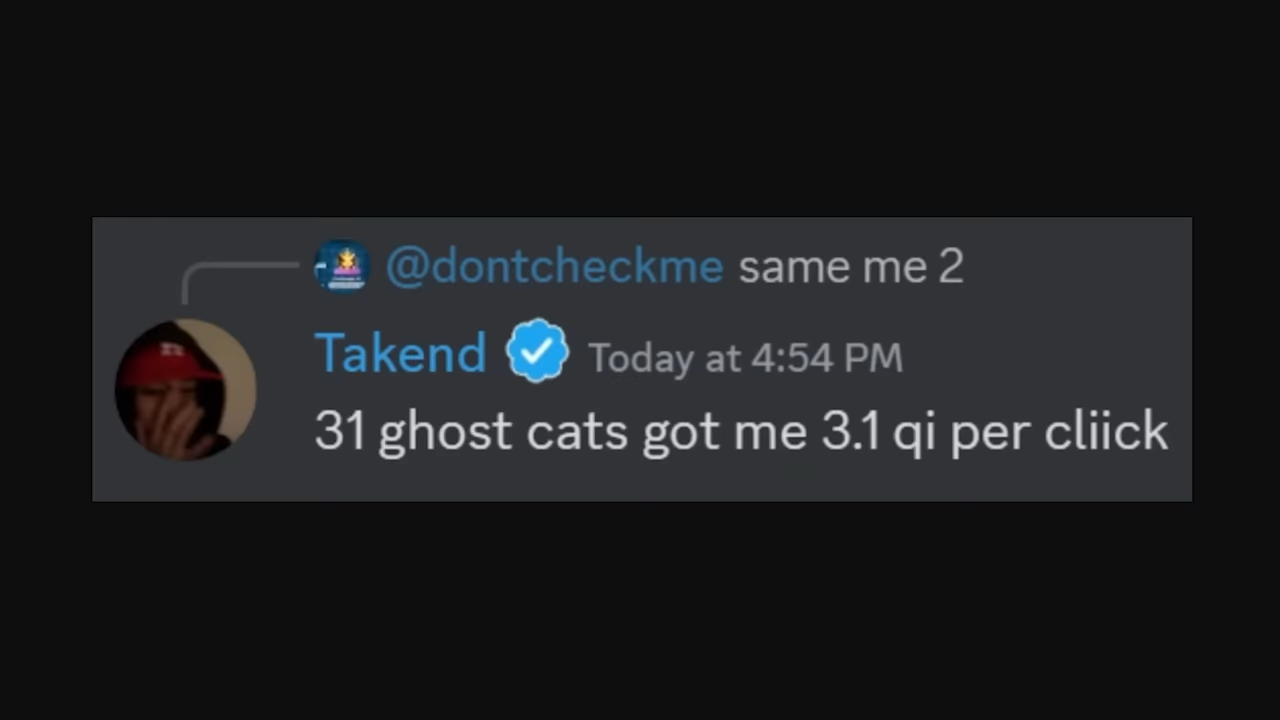 @dontcheckme same me 2
Takend Today at 4:54 PM
31 ghost cats got me 3.1 qi per cliick